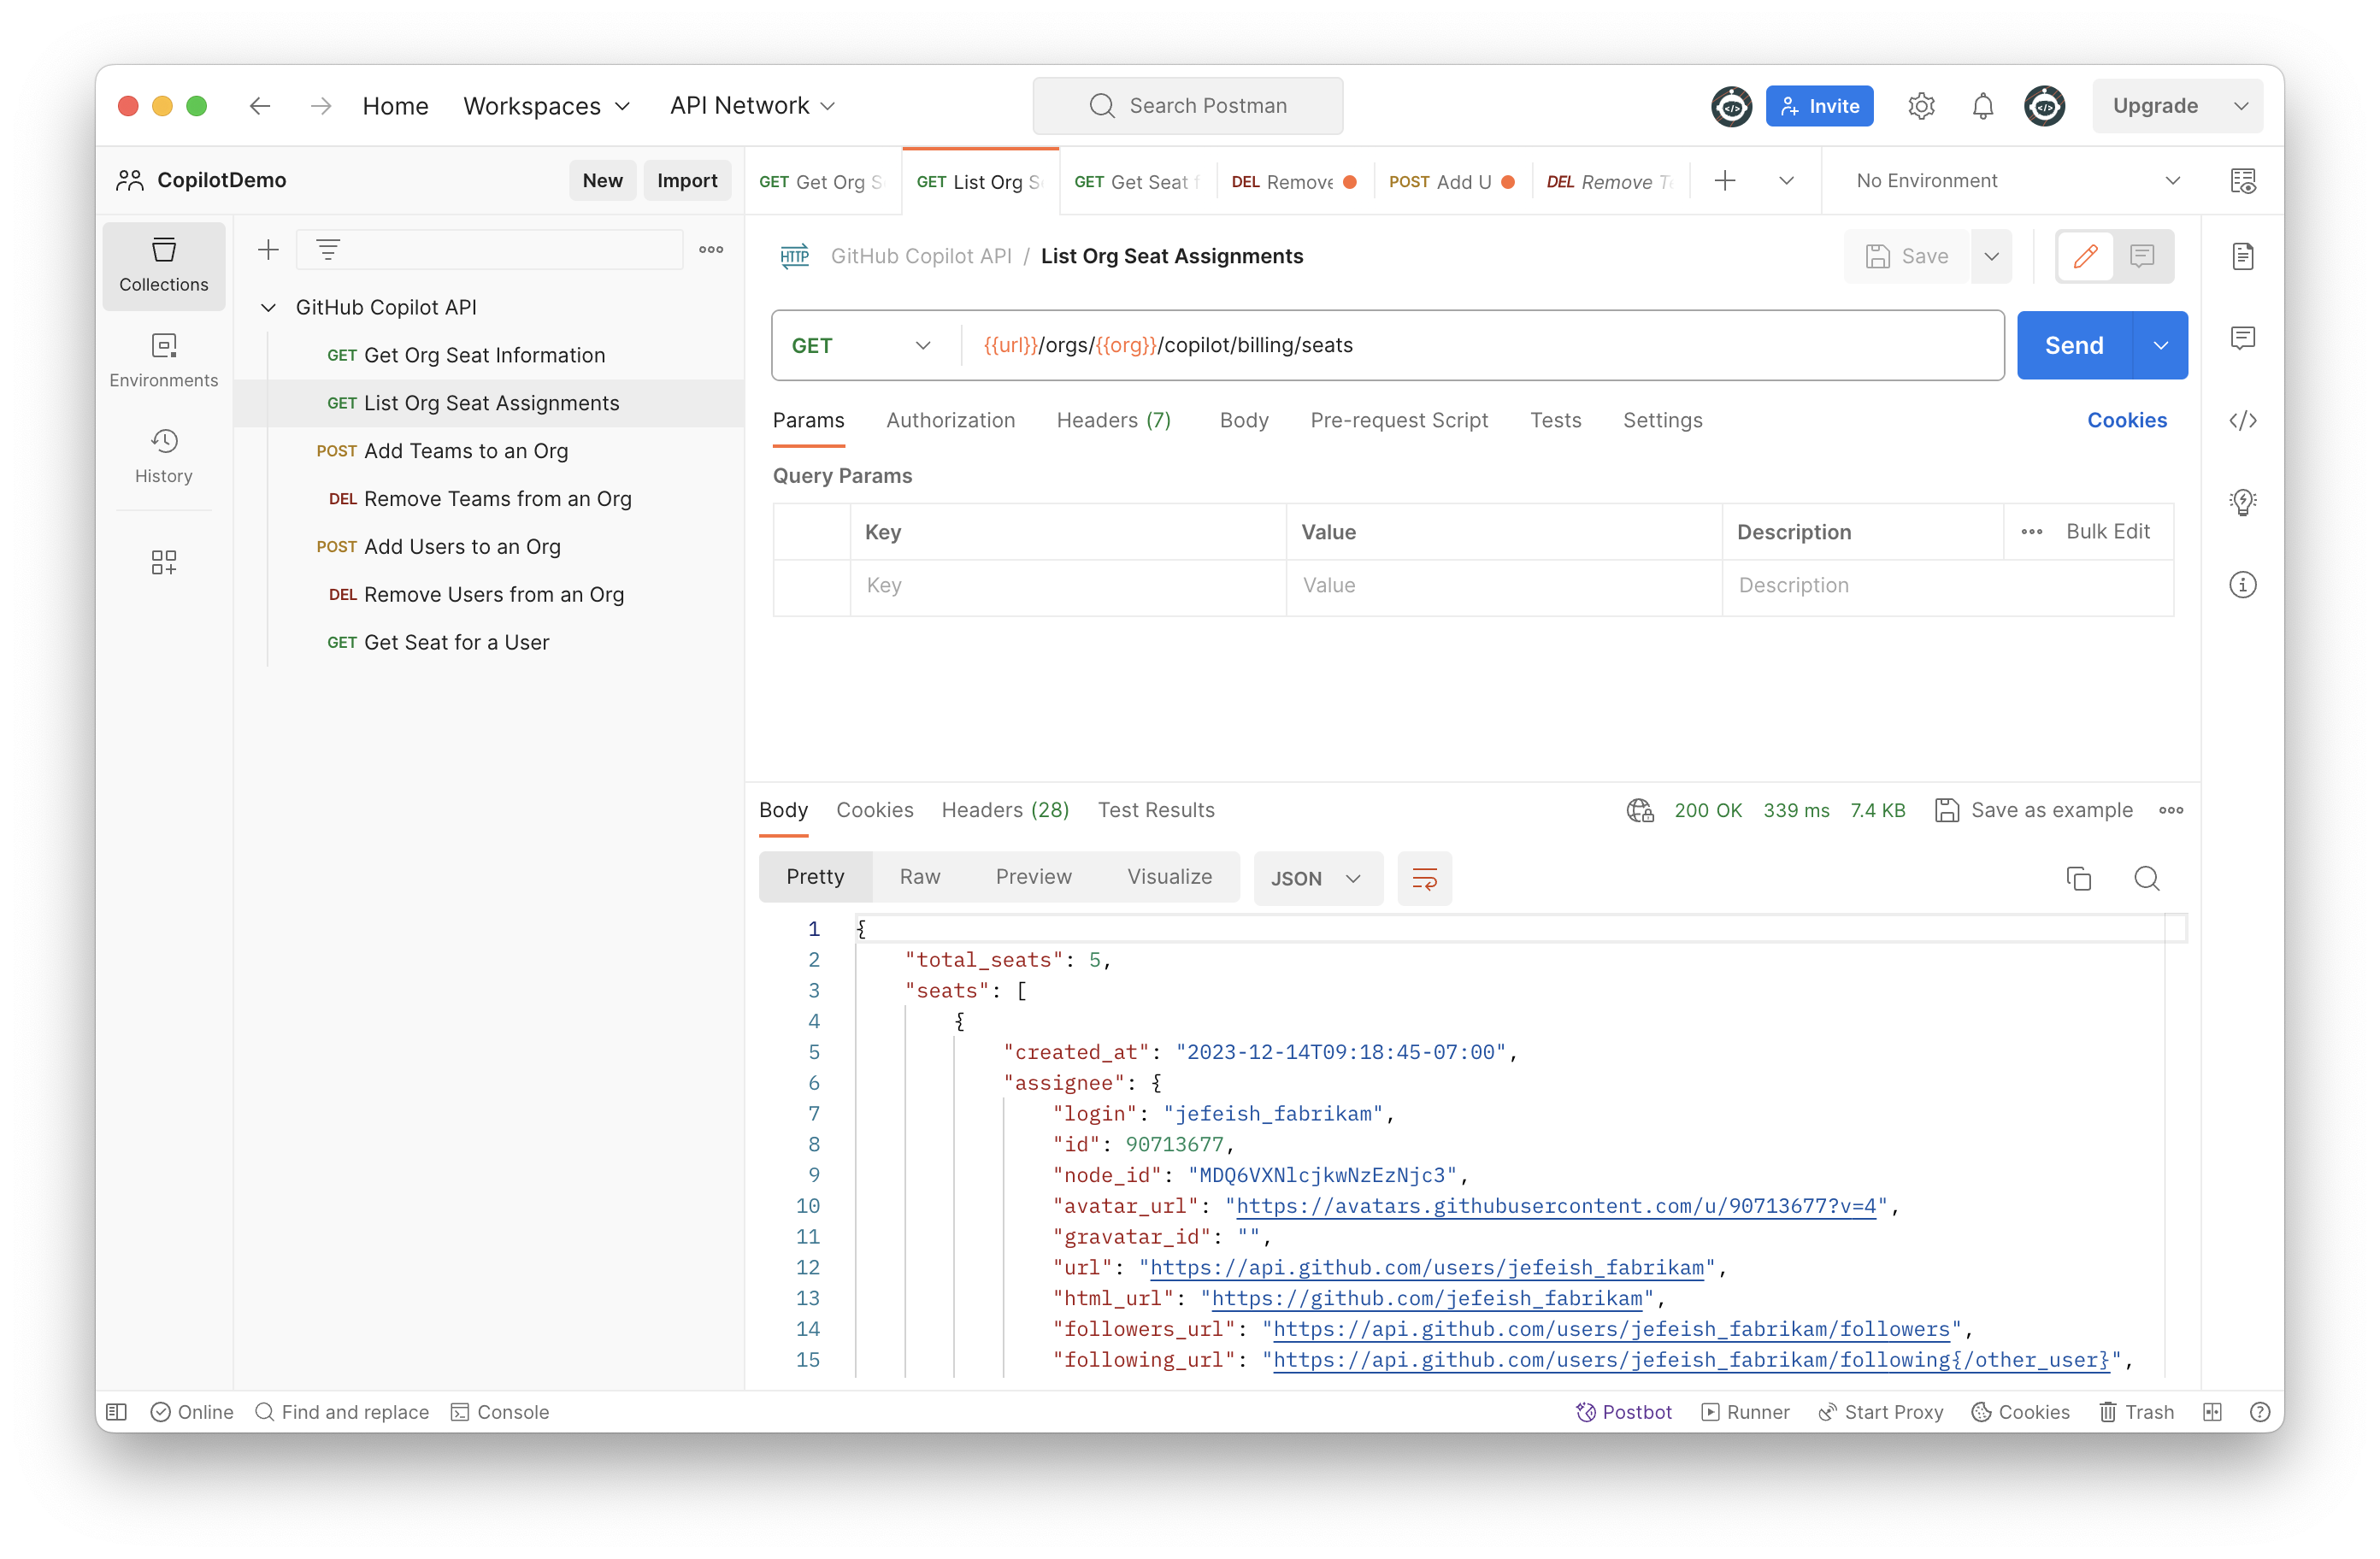 Home Workspaces API Network Search Postman Invite Upgrade
CopilotDemo New Import GET Get Org S GET List Org Se GET Get Seat f DEL Remove POST Add U DEL Remove Te No Environment
Collections
Environments
History
GitHub Copilot API
GET Get Org Seat Information
GET List Org Seat Assignments
POST Add Teams to an Org
DEL Remove Teams from an Org
POST Add Users to an Org
DEL Remove Users from an Org
GET Get Seat for a User
HTTP GitHub Copilot API / List Org Seat Assignments Save
GET {{url}}/orgs/{{org}}/copilot/billing/seats Send
Params Authorization Headers (7) Body Pre-request Script Tests Settings Cookies
Query Params
Key Value Description Bulk Edit
Key Value Description
Body Cookies Headers (28) Test Results 200 OK 339 ms 7.4 KB Save as example
Pretty Raw Preview Visualize JSON
1 {
2 "total_seats": 5,
3 "seats": [
4 {
5 "created_at": "2023-12-14T09:18:45-07:00",
6 "assignee": {
7 "login": "jefeish_fabrikam",
8 "id": 90713677,
9 "node_id": "MDQ6VXNlcjkwNzEzNjc3",
10 "avatar_url": "https://avatars.githubusercontent.com/u/90713677?v=4",
11 "gravatar_id": "",
12 "url": "https://api.github.com/users/jefeish_fabrikam",
13 "html_url": "https://github.com/jefeish_fabrikam",
14 "followers_url": "https://api.github.com/users/jefeish_fabrikam/followers",
15 "following_url": "https://api.github.com/users/jefeish_fabrikam/following{/other_user}",
Online Find and replace Console Postbot Runner Start Proxy Cookies Trash